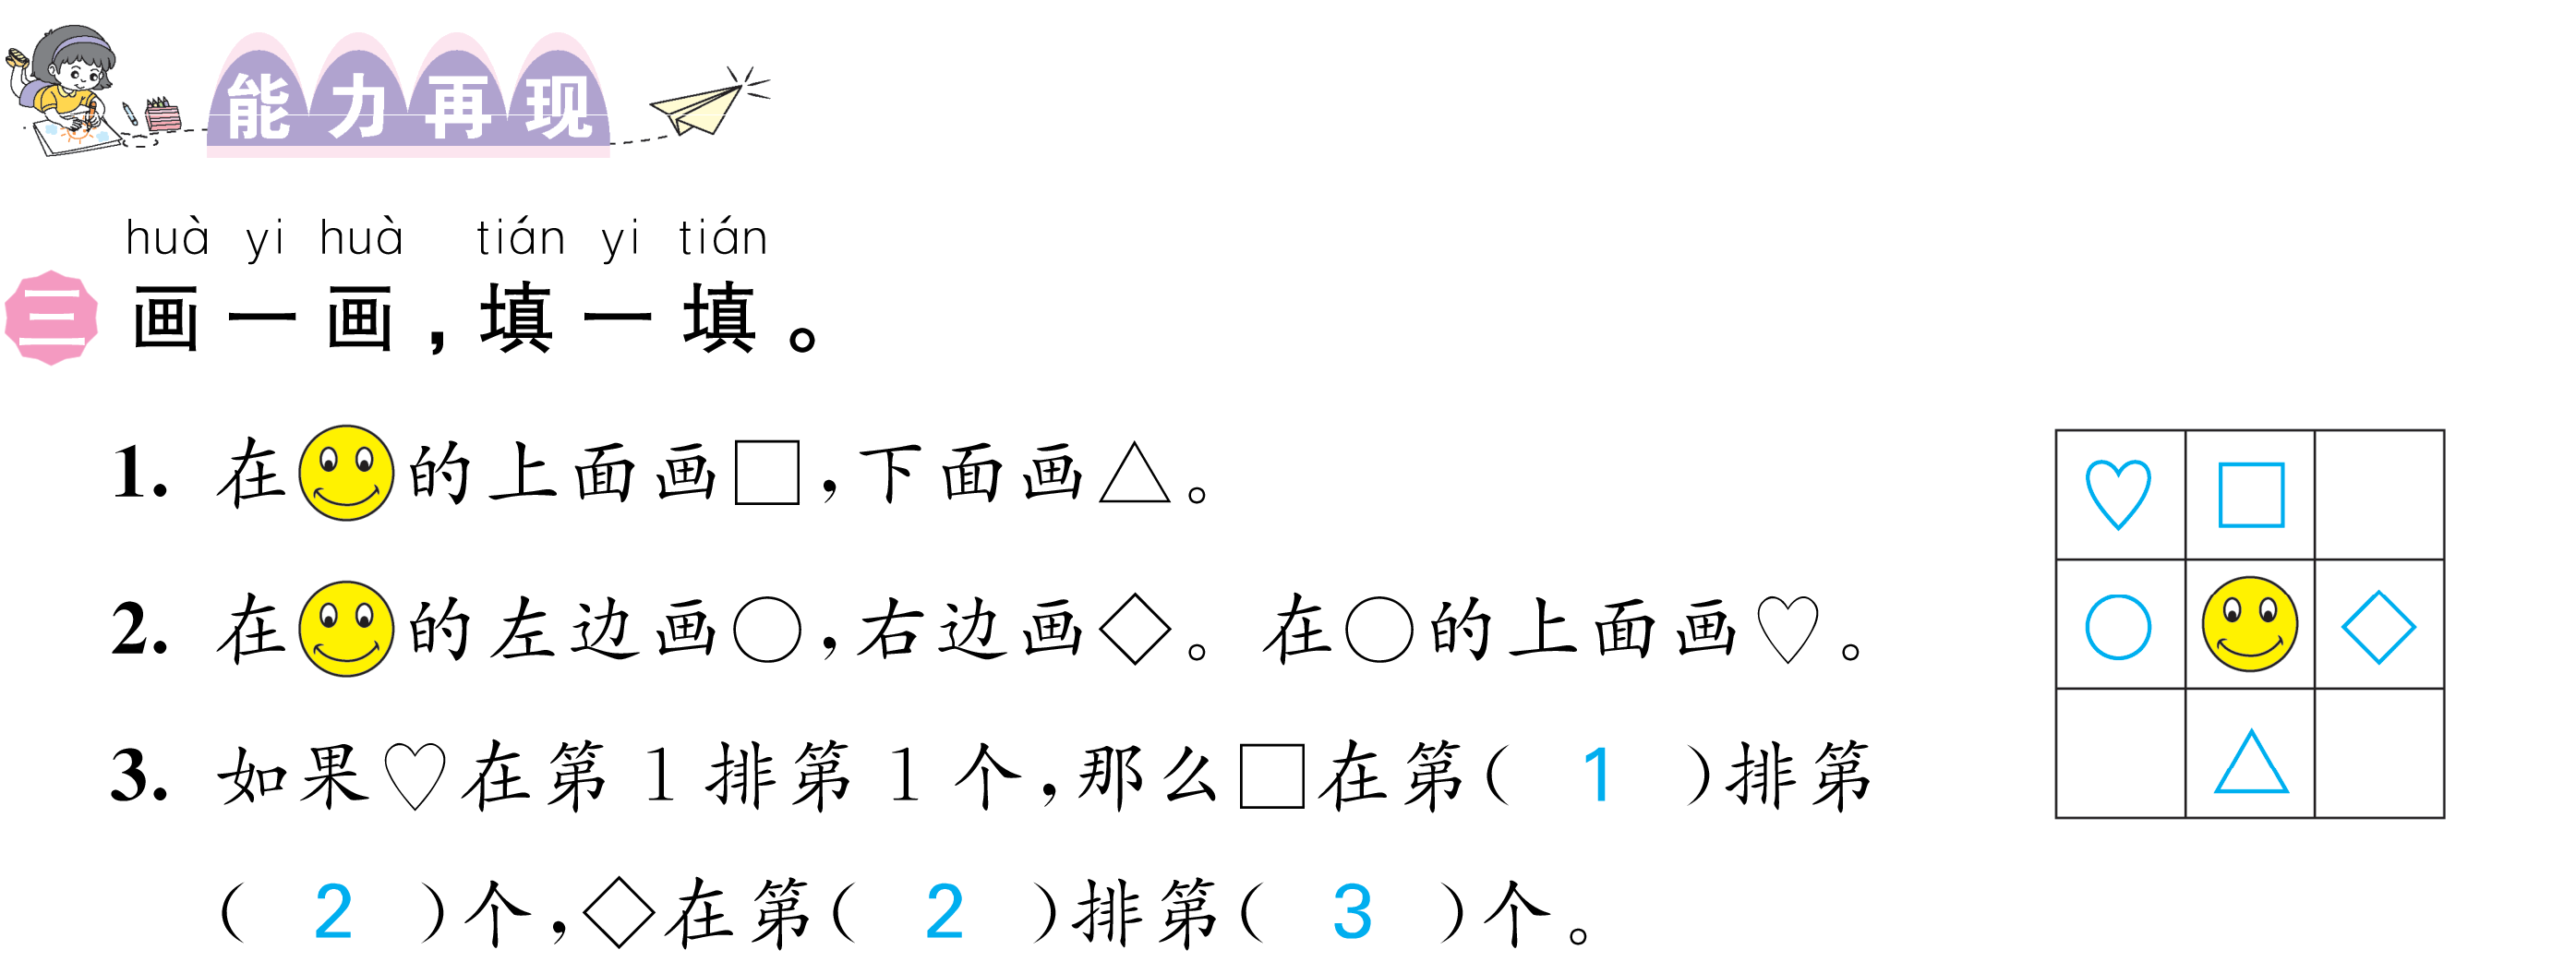 能力再现
huà yi huà tián yi tián
三 画一画，填一填。
1. 在的上面画□，下面画△。
2. 在的左边画○，右边画◇。在○的上面画♡。
3. 如果♡在第1排第1个，那么□在第( 1 )排第
( 2 )个，◇在第( 2 )排第( 3 )个。